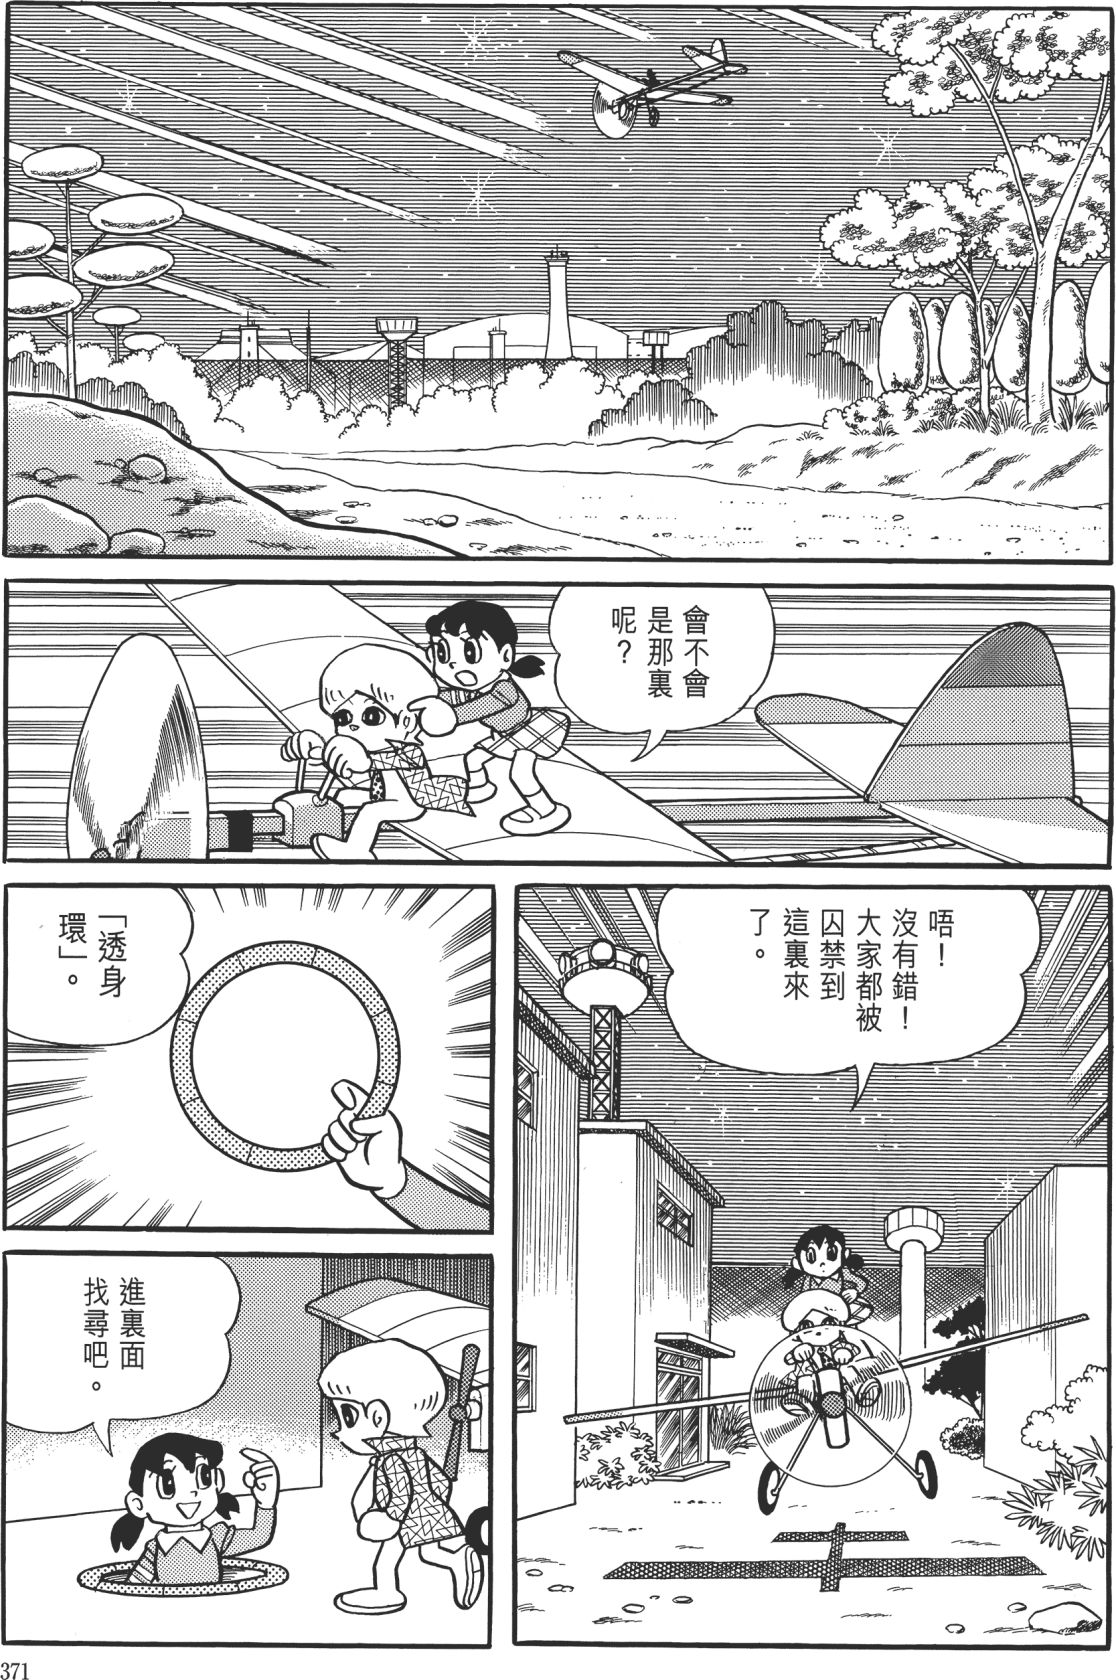 會不會
是那裏
呢？
唔！
沒有錯！
大家都被
囚禁到
這裏來
了。
「透身
環」。
進裏面
找尋吧。
371